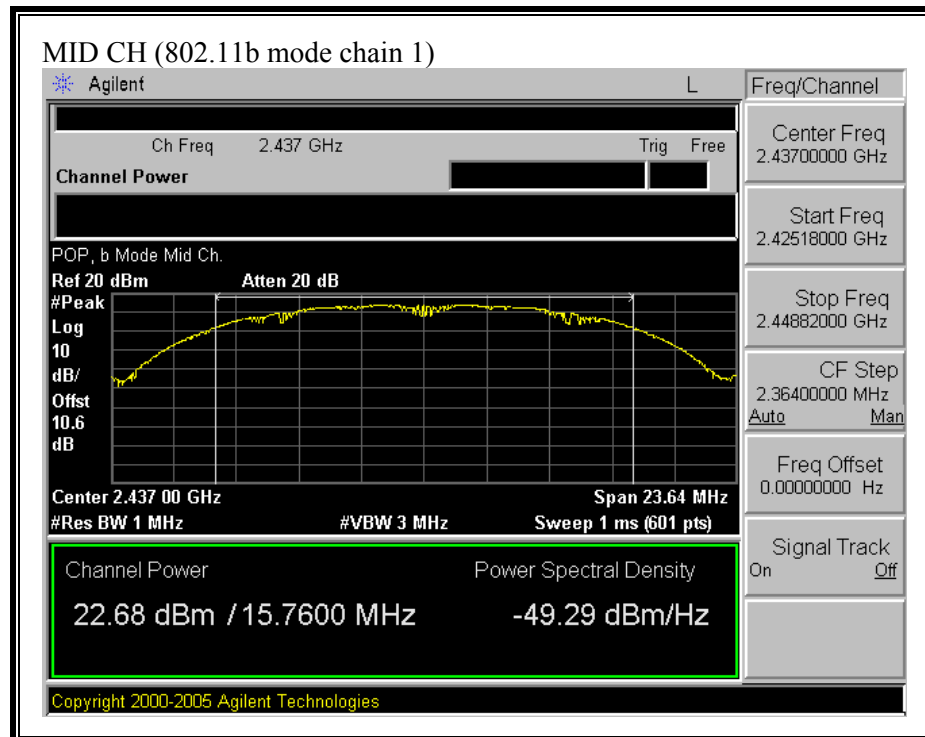 MID CH (802.11b mode chain 1)
Agilent L Freq/Channel
Ch Freq 2.437 GHz Trig Free
Channel Power
Center Freq
2.43700000 GHz
Start Freq
2.42518000 GHz
Stop Freq
2.44882000 GHz
CF Step
2.36400000 MHz
Auto Man
Freq Offset
0.00000000 Hz
Signal Track
On Off
POP, b Mode Mid Ch.
Ref 20 dBm Atten 20 dB
#Peak
Log
10
dB/
Offst
10.6
dB
Center 2.437 00 GHz Span 23.64 MHz
#Res BW 1 MHz #VBW 3 MHz Sweep 1 ms (601 pts)
Channel Power Power Spectral Density
22.68 dBm / 15.7600 MHz -49.29 dBm/Hz
Copyright 2000-2005 Agilent Technologies